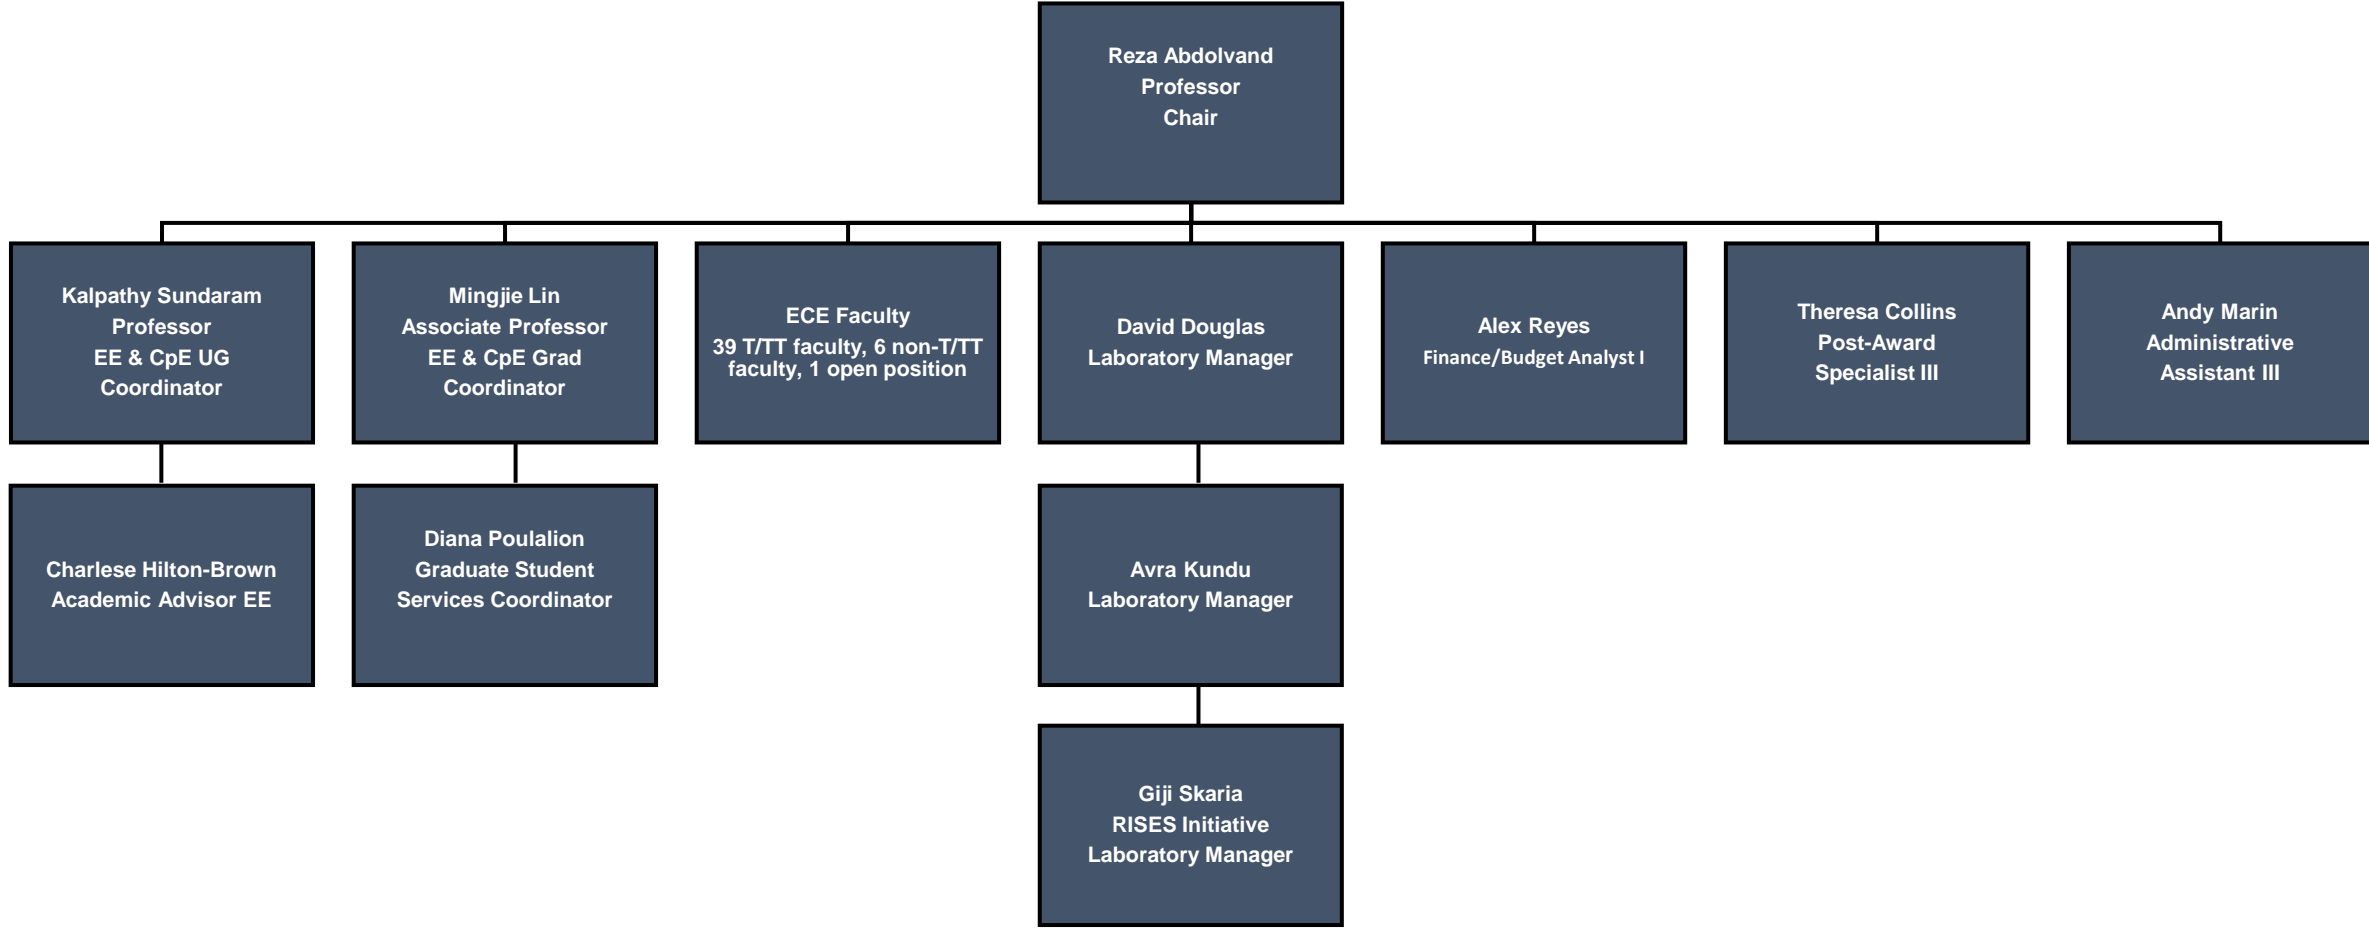 Reza Abdolvand
Professor
Chair
Kalpathy Sundaram
Professor
EE & CpE UG
Coordinator
Mingjie Lin
Associate Professor
EE & CpE Grad
Coordinator
ECE Faculty
39 T/TT faculty, 6 non-T/TT
faculty, 1 open position
David Douglas
Laboratory Manager
Alex Reyes
Finance/Budget Analyst I
Theresa Collins
Post-Award
Specialist III
Andy Marin
Administrative
Assistant III
Charlese Hilton-Brown
Academic Advisor EE
Diana Poulalion
Graduate Student
Services Coordinator
Avra Kundu
Laboratory Manager
Giji Skaria
RISES Initiative
Laboratory Manager